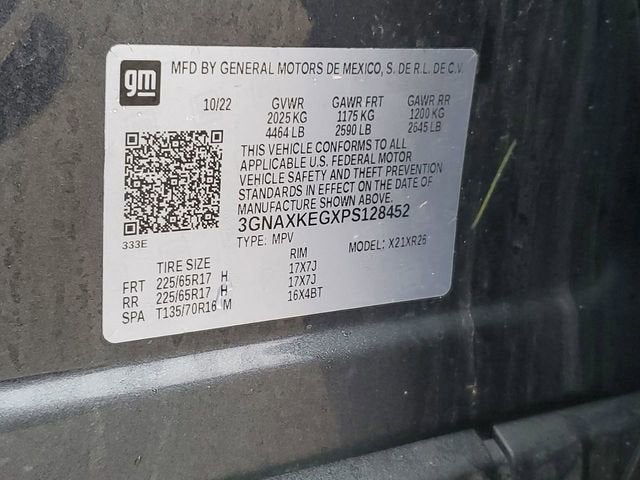 gm
MFD BY GENERAL MOTORS DE MEXICO, S. DE R.L. DE C.V.
10/22 GVWR GAWR FRT GAWR RR
2025 KG 1175 KG 1200 KG
4464 LB 2590 LB 2645 LB
THIS VEHICLE CONFORMS TO ALL
APPLICABLE U.S. FEDERAL MOTOR
VEHICLE SAFETY AND THEFT PREVENTION
STANDARDS IN EFFECT ON THE DATE OF
MANUFACTURE SHOWN ABOVE.
3GNAXKEGXPS128452
333E
TYPE: MPV MODEL: X21XR26
TIRE SIZE RIM
FRT 225/65R17 H 17X7J
RR 225/65R17 H 17X7J
SPA T135/70R16 M 16X4BT